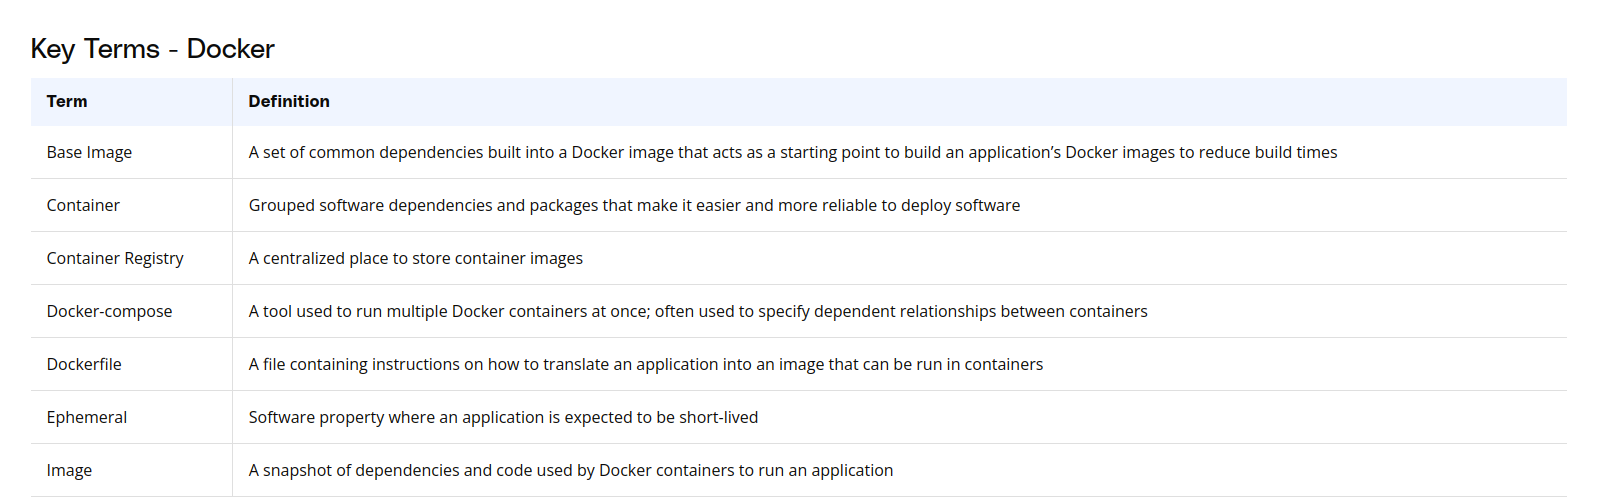 Key Terms - Docker
Term Definition
Base Image A set of common dependencies built into a Docker image that acts as a starting point to build an application’s Docker images to reduce build times
Container Grouped software dependencies and packages that make it easier and more reliable to deploy software
Container Registry A centralized place to store container images
Docker-compose A tool used to run multiple Docker containers at once; often used to specify dependent relationships between containers
Dockerfile A file containing instructions on how to translate an application into an image that can be run in containers
Ephemeral Software property where an application is expected to be short-lived
Image A snapshot of dependencies and code used by Docker containers to run an application